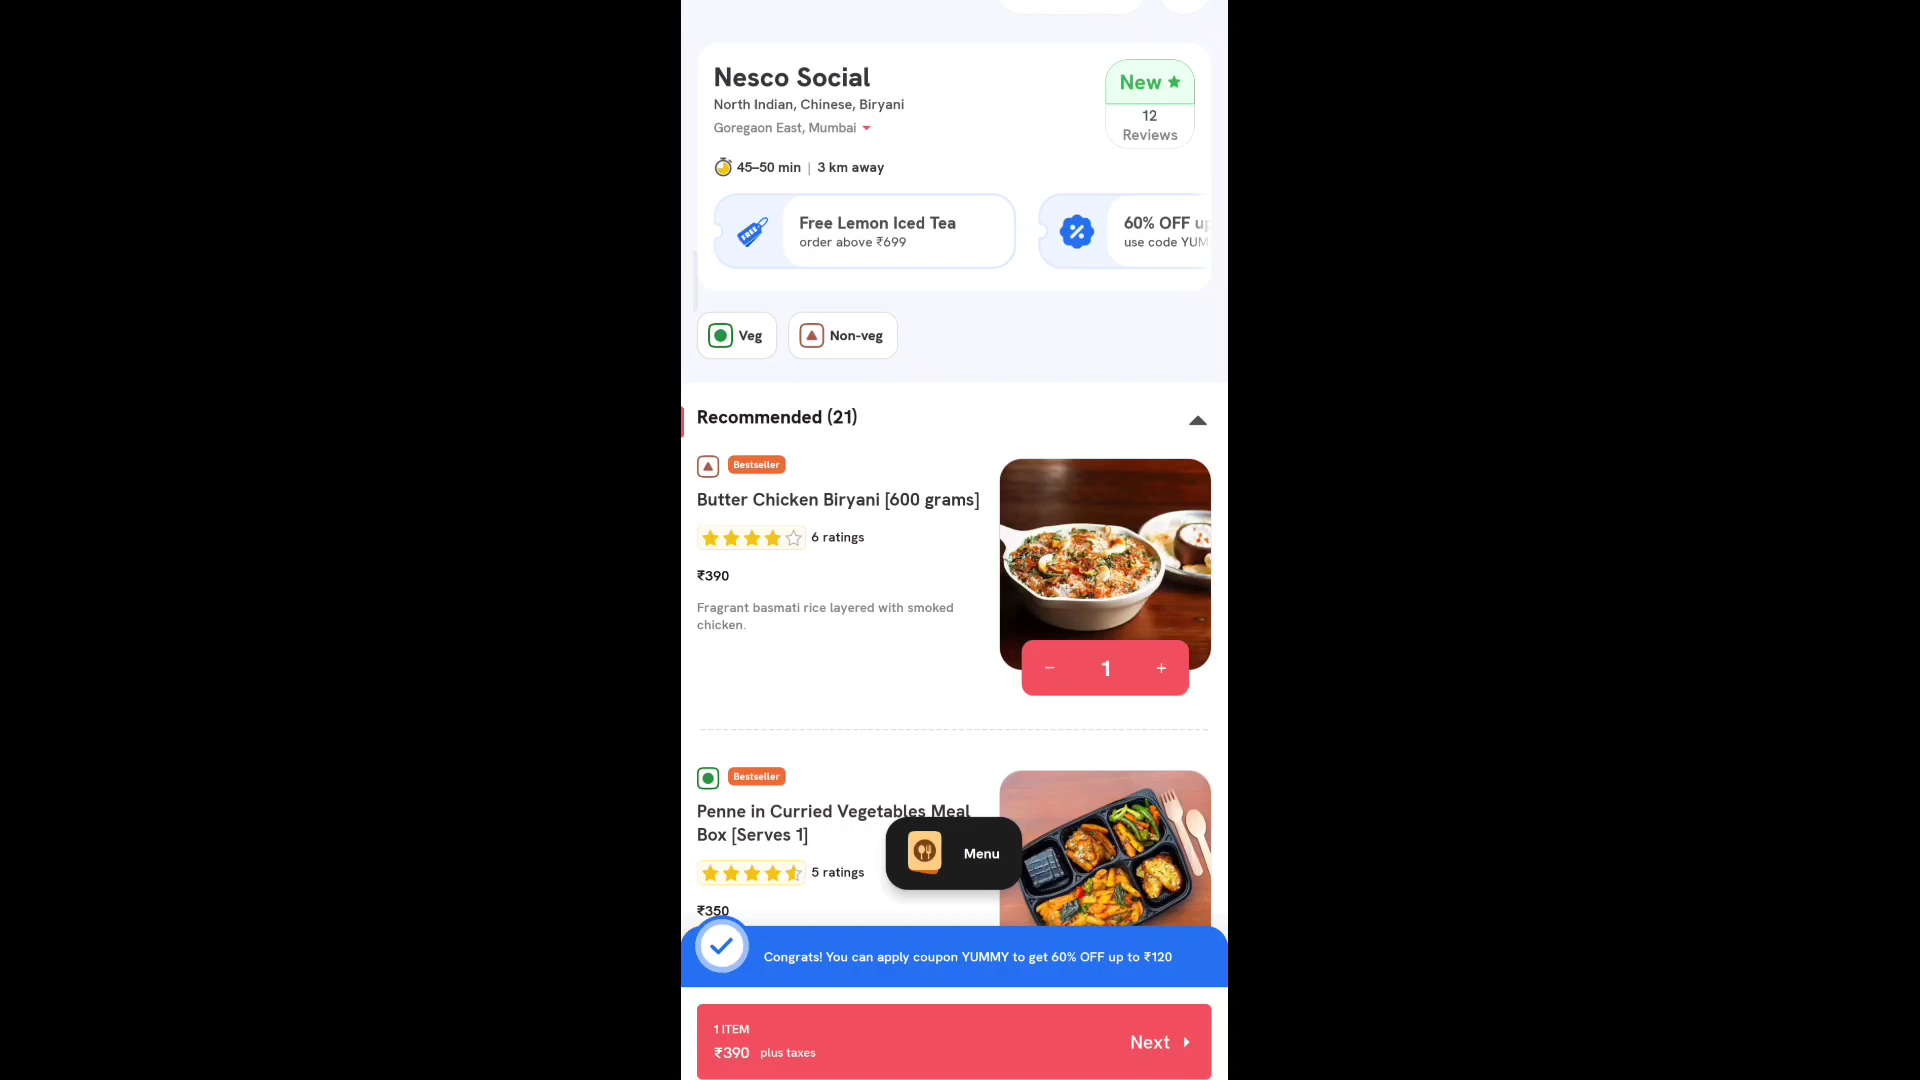 Nesco Social
North Indian, Chinese, Biryani
Goregaon East, Mumbai
New
12
Reviews
45–50 min | 3 km away
FREE
Free Lemon Iced Tea
order above ₹699
60% OFF
use code YUM
Veg
Non-veg
Recommended (21)
Bestseller
Butter Chicken Biryani [600 grams]
6 ratings
₹390
Fragrant basmati rice layered with smoked
chicken.
− 1 +
Bestseller
Penne in Curried Vegetables Meal
Box [Serves 1]
5 ratings
₹350
Menu
Congrats! You can apply coupon YUMMY to get 60% OFF up to ₹120
1 ITEM
₹390 plus taxes
Next